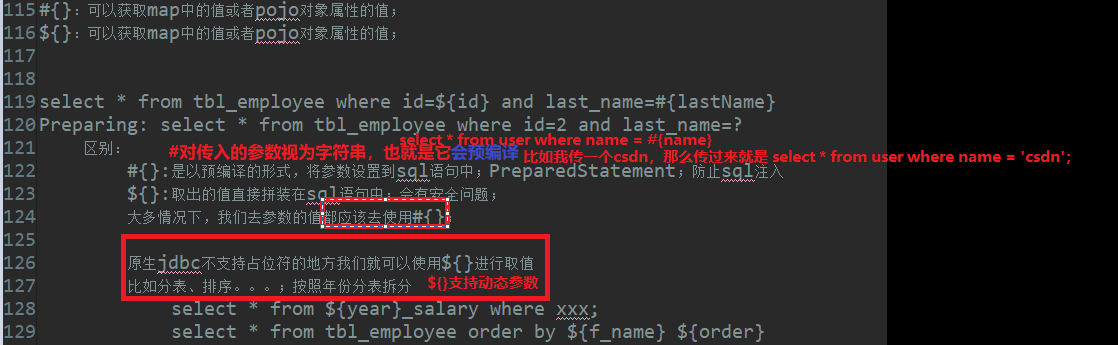 115 #{}：可以获取map中的值或者pojo对象属性的值；
116 ${}：可以获取map中的值或者pojo对象属性的值；
117
118
119 select * from tbl_employee where id=${id} and last_name=#{lastName}
120 Preparing: select * from tbl_employee where id=2 and last_name=?
select * from user where name = #{name}
121 区别：
#对传入的参数视为字符串，也就是它会预编译
比如我传一个csdn，那么传过来就是 select * from user where name = 'csdn';
122 #{}:是以预编译的形式，将参数设置到sql语句中；PreparedStatement；防止sql注入
123 ${}:取出的值直接拼装在sql语句中；会有安全问题；
124 大多情况下，我们去参数的值都应该去使用#{}
125
126 原生jdbc不支持占位符的地方我们就可以使用${}进行取值
127 比如分表、排序。。。；按照年份分表拆分
${}支持动态参数
128 select * from ${year}_salary where xxx;
129 select * from tbl_employee order by ${f_name} ${order}